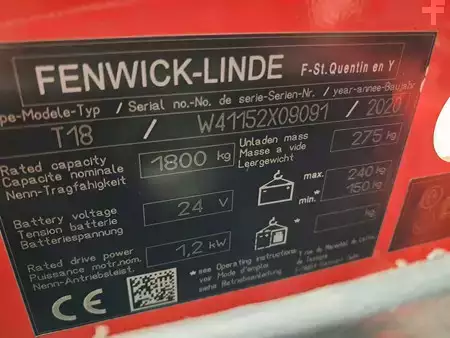 FENWICK-LINDE F-St.Quentin en Y
pe-Modele-Typ / Serial no.-No. de serie-Serien-Nr./ year-annee-Baujah
T18 / W41152X09091 / 2020
Rated capacity
Capacite nominale
Nenn-Tragfähigkeit
1800 kg
Unladen mass
Masse a vide
Leergewicht
275 kg
Battery voltage
Tension batterie
Batteriespannung
24 V
max. 240 kg
min.* 150 kg
kg
Rated drive power
Puissance motr.nom.
Nenn-Antriebsleist.
1,2 kW
*see Operating instructions
voir Mode d'emploi
siehe Betriebsanleitung
CE